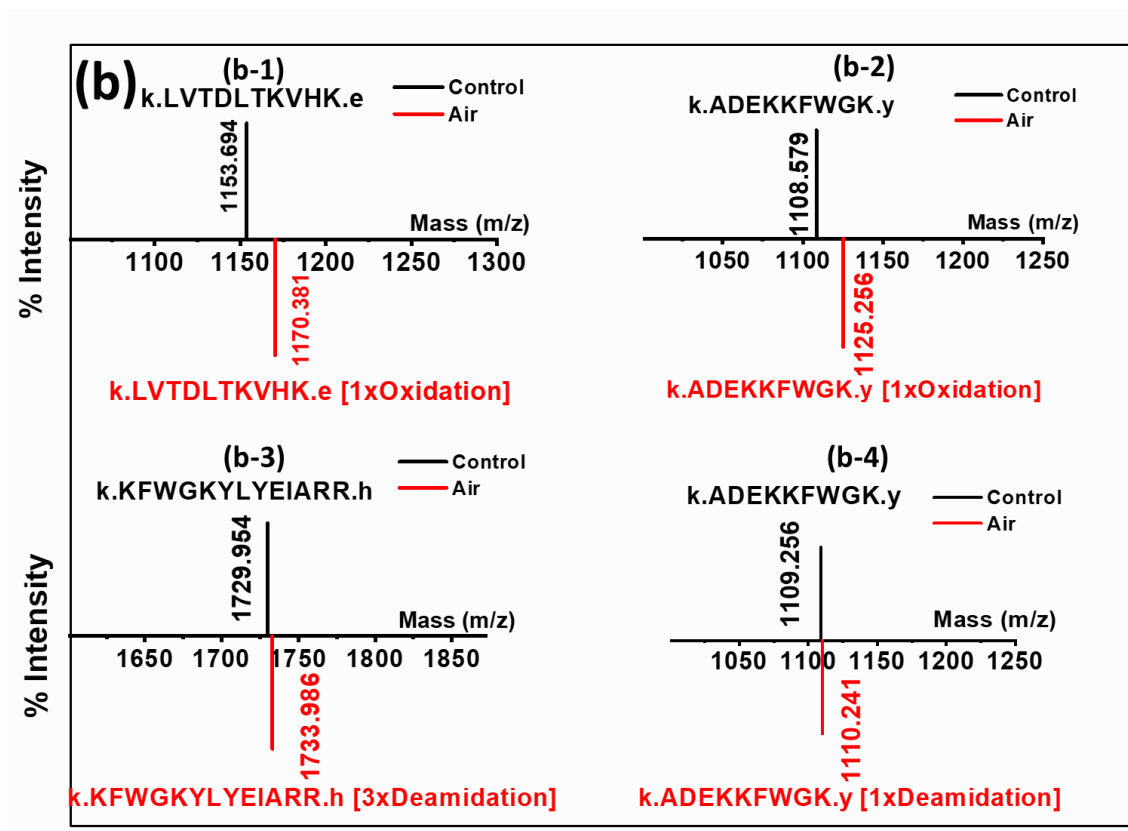 (b)
(b-1)
k.LVTDLTKVHK.e
Control
Air
1153.694
% Intensity
Mass (m/z)
1100 1150 1200 1250 1300
1170.381
k.LVTDLTKVHK.e [1xOxidation]
(b-2)
k.ADEKKFWGK.y
Control
Air
1108.579
Mass (m/z)
1050 1100 1150 1200 1250
1125.256
k.ADEKKFWGK.y [1xOxidation]
(b-3)
k.KFWGKYLYEIARR.h
Control
Air
1729.954
% Intensity
Mass (m/z)
1650 1700 1750 1800 1850
1733.986
k.KFWGKYLYEIARR.h [3xDeamidation]
(b-4)
k.ADEKKFWGK.y
Control
Air
1109.256
Mass (m/z)
1050 1100 1150 1200 1250
1110.241
k.ADEKKFWGK.y [1xDeamidation]